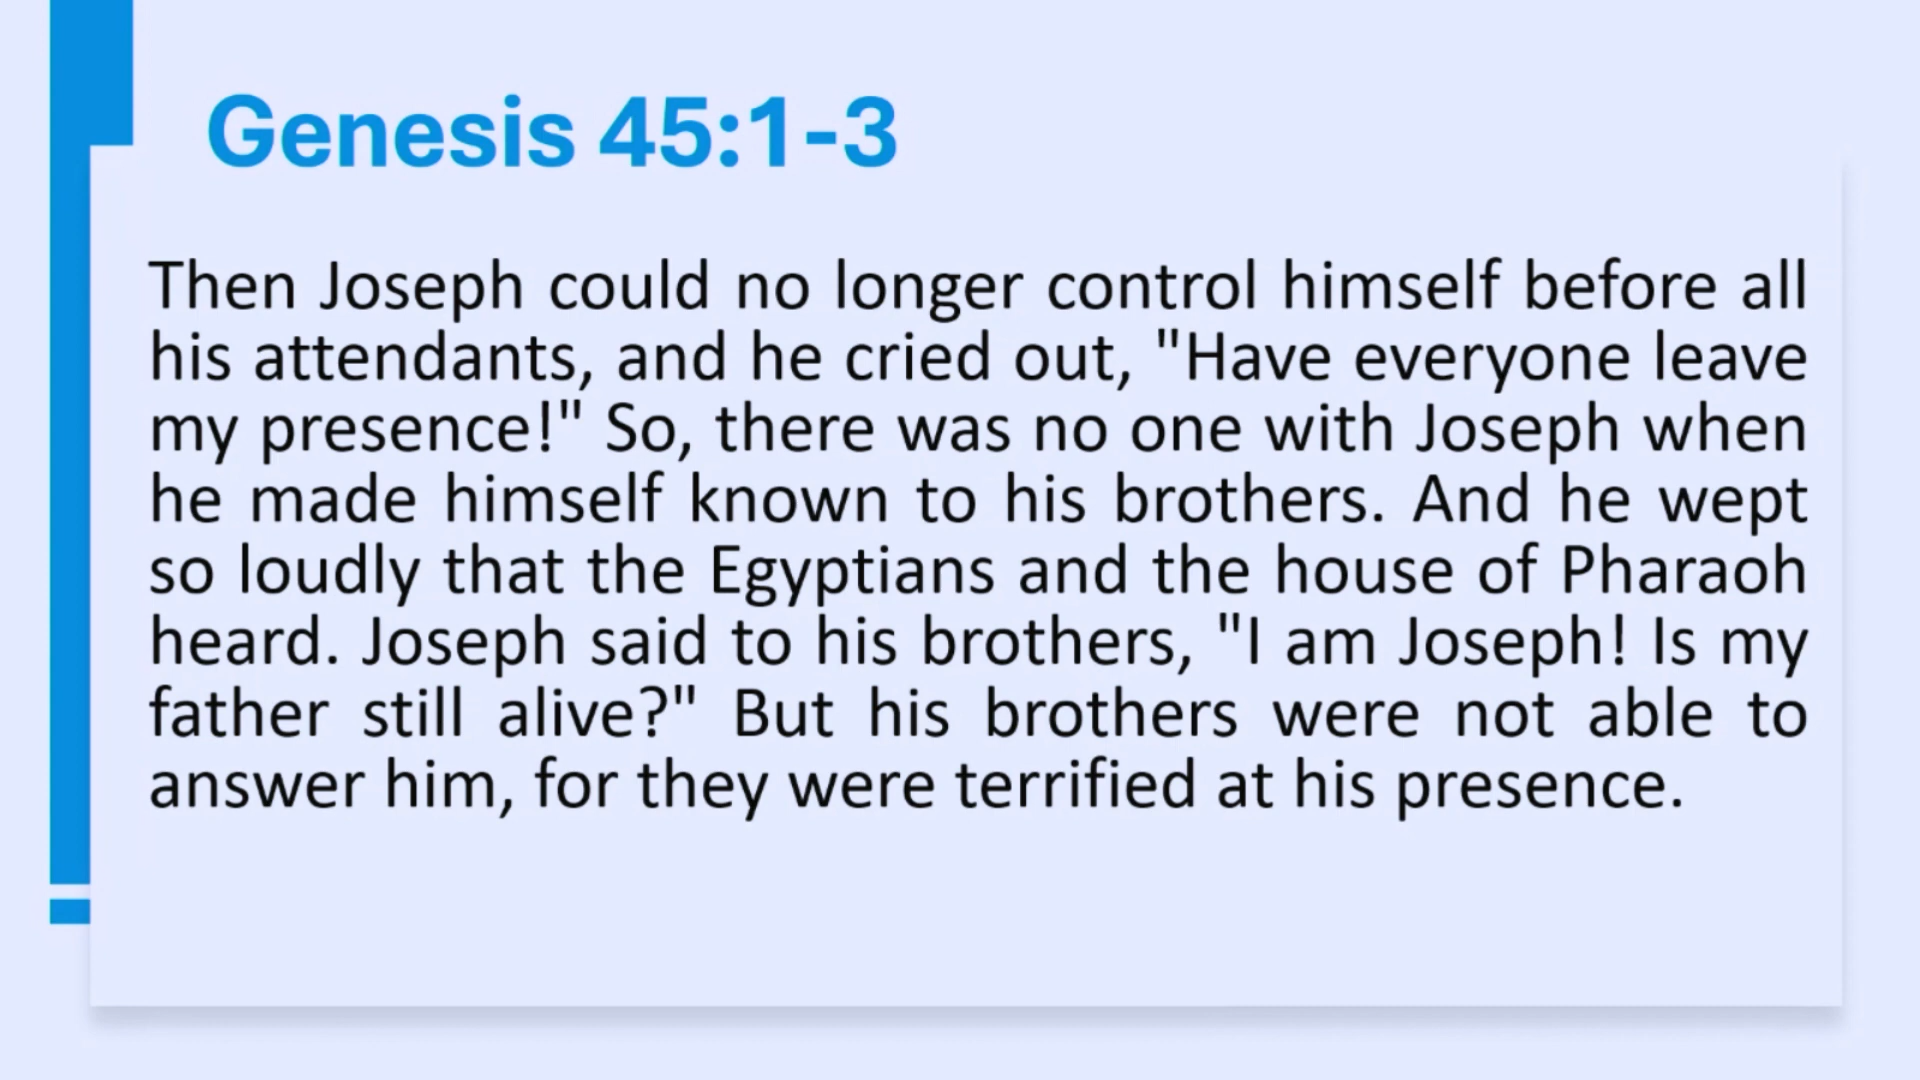 Genesis 45:1-3
Then Joseph could no longer control himself before all
his attendants, and he cried out, "Have everyone leave
my presence!" So, there was no one with Joseph when
he made himself known to his brothers. And he wept
so loudly that the Egyptians and the house of Pharaoh
heard. Joseph said to his brothers, "I am Joseph! Is my
father still alive?" But his brothers were not able to
answer him, for they were terrified at his presence.